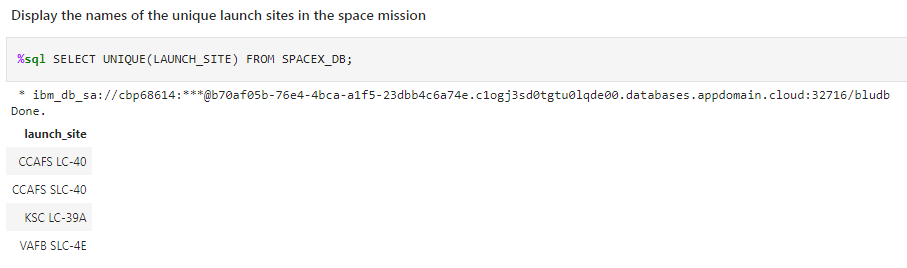 Display the names of the unique launch sites in the space mission
%sql SELECT UNIQUE(LAUNCH_SITE) FROM SPACEX_DB;
* ibm_db_sa://cbp68614:***@b70af05b-76e4-4bca-a1f5-23dbb4c6a74e.c1ogj3sd0tgtu0lqde00.databases.appdomain.cloud:32716/bludb
Done.
launch_site
CCAFS LC-40
CCAFS SLC-40
KSC LC-39A
VAFB SLC-4E